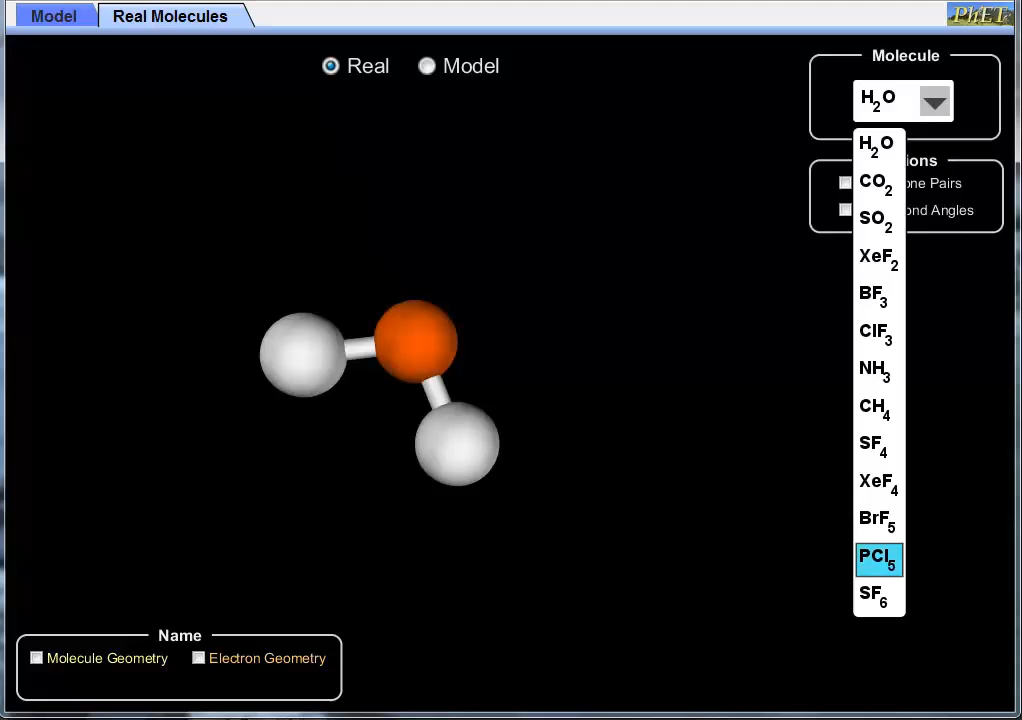 Model Real Molecules PhET
Real Model
Molecule
H₂O
H₂O
ions
CO₂
one Pairs
SO₂
ond Angles
XeF₂
BF₃
ClF₃
NH₃
CH₄
SF₄
XeF₄
BrF₅
PCl₅
SF₆
Name
Molecule Geometry Electron Geometry